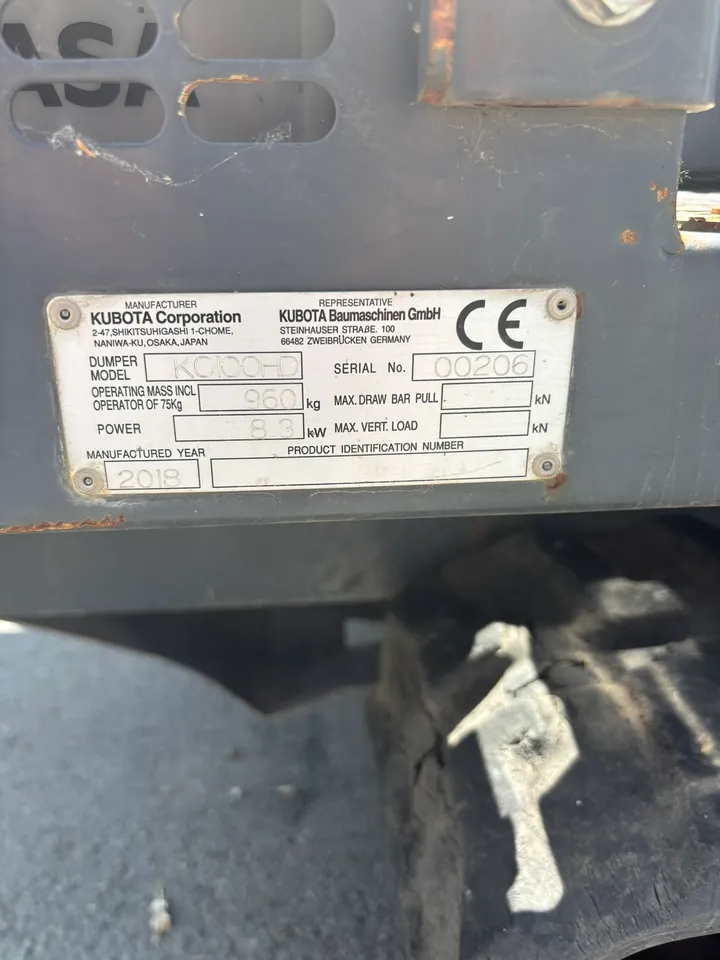 ASA
MANUFACTURER
KUBOTA Corporation
2-47,SHIKITSUHIGASHI 1-CHOME,
NANIWA-KU,OSAKA,JAPAN
REPRESENTATIVE
KUBOTA Baumaschinen GmbH
STEINHAUSER STRAßE. 100
66482 ZWEIBRÜCKEN GERMANY
CE
DUMPER MODEL KC100HD
SERIAL No. 00206
OPERATING MASS INCL
OPERATOR OF 75Kg 960 kg
MAX. DRAW BAR PULL kN
POWER 8.3 kW
MAX. VERT. LOAD kN
MANUFACTURED YEAR
2018
PRODUCT IDENTIFICATION NUMBER